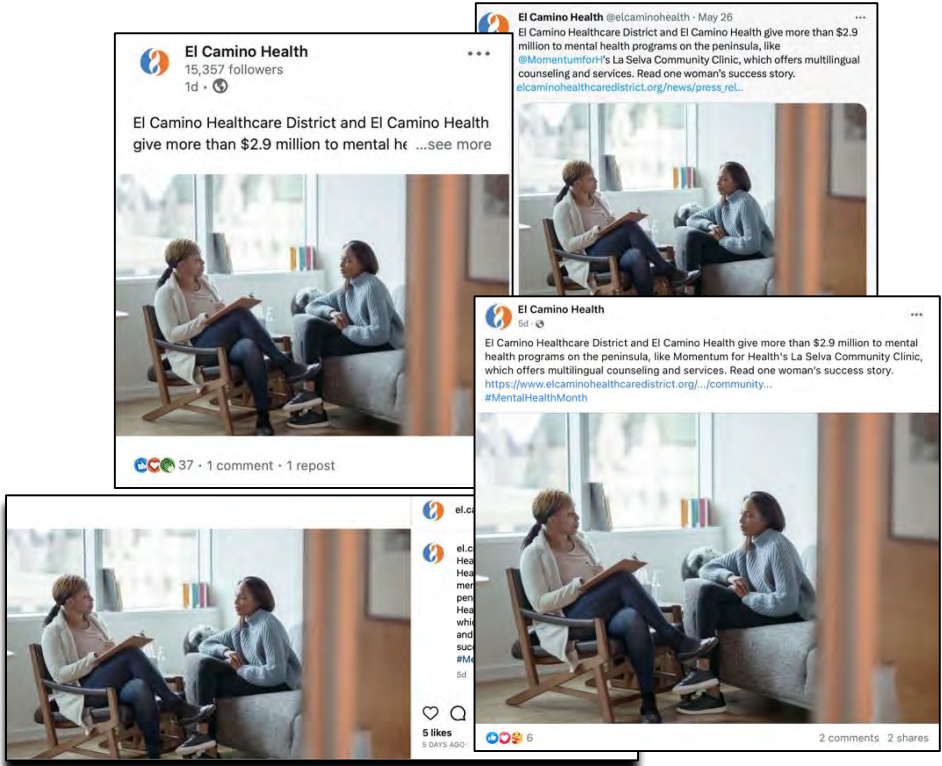 El Camino Health
15,357 followers
1d •
El Camino Healthcare District and El Camino Health
give more than $2.9 million to mental ...see more
37 • 1 comment • 1 repost
El Camino Health @elcaminohealth · May 26
El Camino Healthcare District and El Camino Health give more than $2.9
million to mental health programs on the peninsula, like
@MomentumforH's La Selva Community Clinic, which offers multilingual
counseling and services. Read one woman's success story.
elcaminohealthcaredistrict.org/news/press_rel...
El Camino Health
5d ·
El Camino Healthcare District and El Camino Health give more than $2.9 million to mental
health programs on the peninsula, like Momentum for Health's La Selva Community Clinic,
which offers multilingual counseling and services. Read one woman's success story.
https://www.elcaminohealthcaredistrict.org/.../community...
#MentalHealthMonth
6
2 comments 2 shares
5d
5 likes
5 DAYS AGO